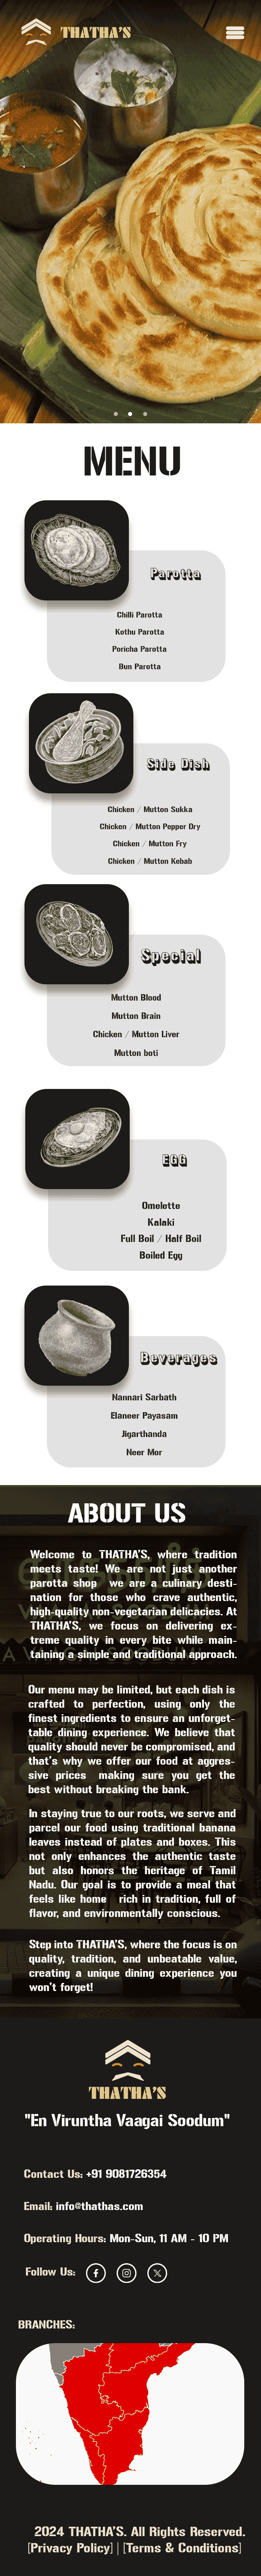 THATHA'S
MENU
Parotta
Chilli Parotta
Kothu Parotta
Poricha Parotta
Bun Parotta
Side Dish
Chicken / Mutton Sukka
Chicken / Mutton Pepper Dry
Chicken / Mutton Fry
Chicken / Mutton Kebab
Special
Mutton Blood
Mutton Brain
Chicken / Mutton Liver
Mutton boti
EGG
Omelette
Kalaki
Full Boil / Half Boil
Boiled Egg
Beverages
Nannari Sarbath
Elaneer Payasam
Jigarthanda
Neer Mor
ABOUT US
Welcome to THATHA'S, where tradition
meets taste! We are not just another
parotta shop we are a culinary desti-
nation for those who crave authentic,
high-quality non-vegetarian delicacies. At
THATHA'S, we focus on delivering ex-
treme quality in every bite while main-
taining a simple and traditional approach.
Our menu may be limited, but each dish is
crafted to perfection, using only the
finest ingredients to ensure an unforget-
table dining experience. We believe that
quality should never be compromised, and
that's why we offer our food at aggres-
sive prices, making sure you get the
best without breaking the bank.
In staying true to our roots, we serve and
parcel our food using traditional banana
leaves instead of plates and boxes. This
not only enhances the authentic taste
but also honors the heritage of Tamil
Nadu. Our goal is to provide a meal that
feels like home rich in tradition, full of
flavor, and environmentally conscious.
Step into THATHA'S, where the focus is on
quality, tradition, and unbeatable value,
creating a unique dining experience you
won't forget!
THATHA'S
"En Viruntha Vaagai Soodum"
Contact Us: +91 9081726354
Email: info@thathas.com
Operating Hours: Mon-Sun, 11 AM - 10 PM
Follow Us:
BRANCHES:
2024 THATHA'S. All Rights Reserved.
[Privacy Policy] | [Terms & Conditions]